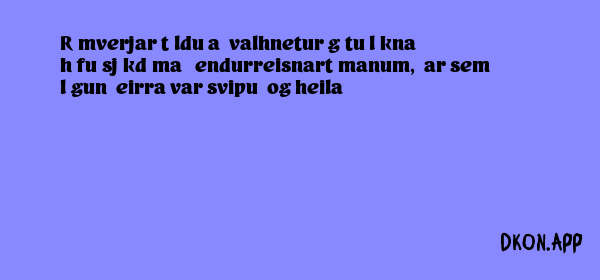 R mverjar t ldu a  valhnetur g tu l kna
h fu sj kd ma   endurreisnart manum,  ar sem
l gun  eirra var svipu  og heila
DKON.APP